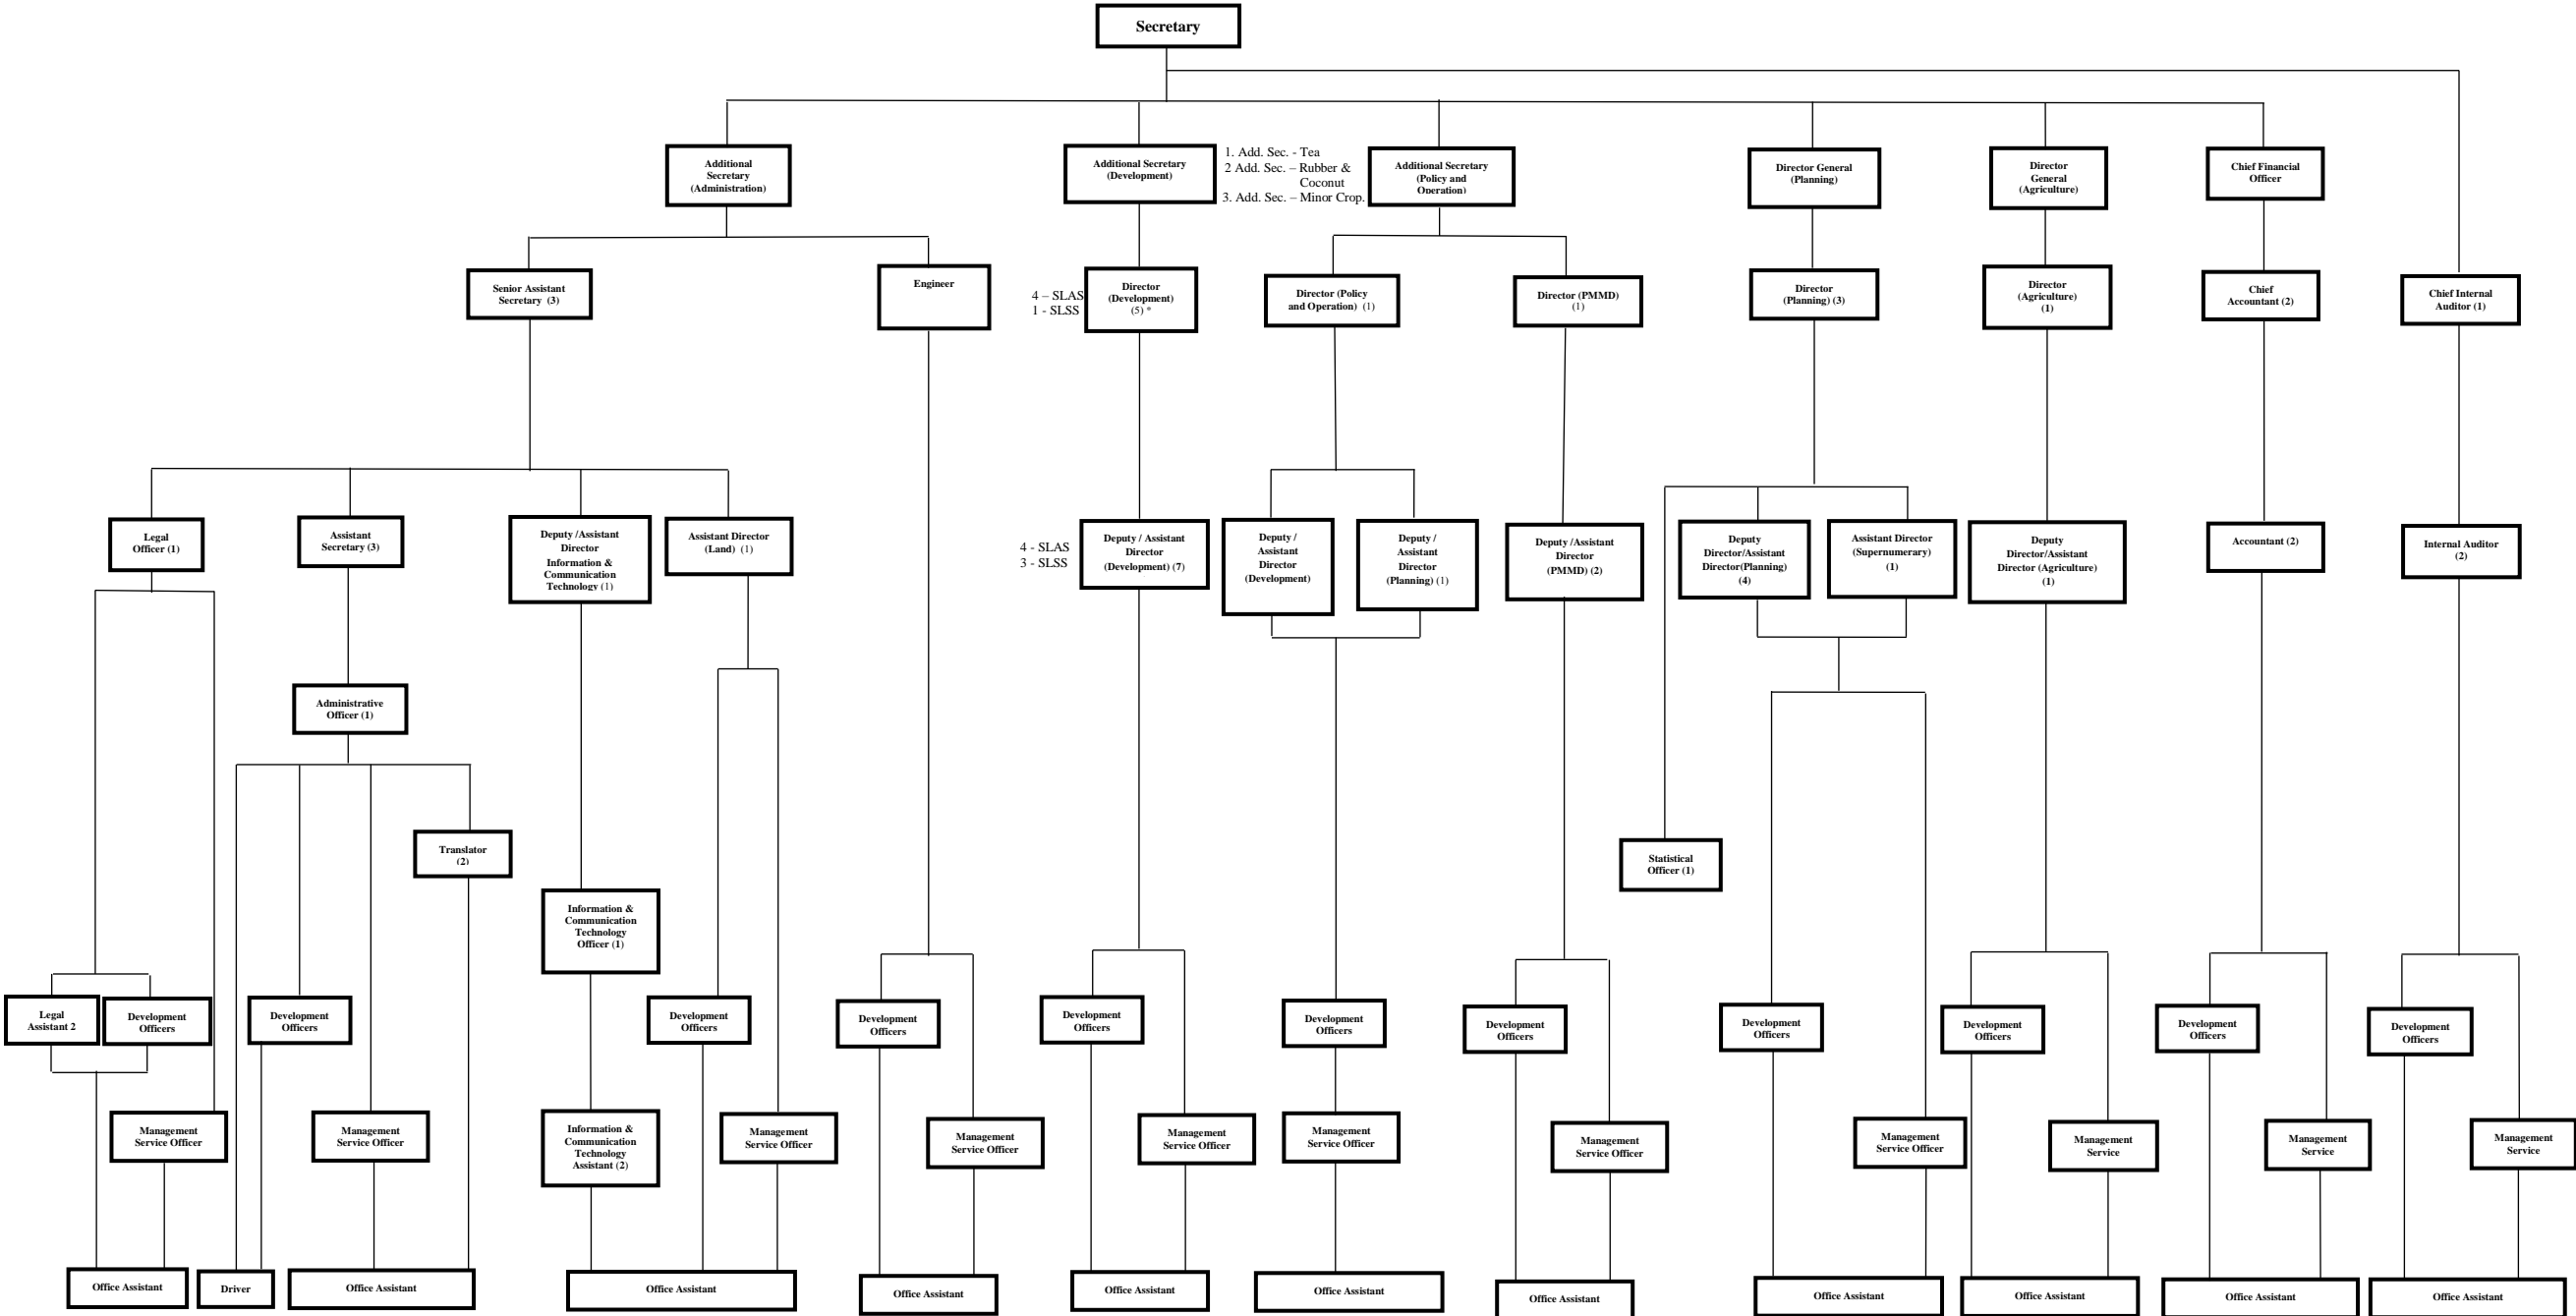 Secretary
Additional
Secretary
(Administration)
Additional Secretary
(Development)
1. Add. Sec. - Tea
2 Add. Sec. – Rubber &
Coconut
3. Add. Sec. – Minor Crop.
Additional Secretary
(Policy and
Operation)
Director General
(Planning)
Director
General
(Agriculture)
Chief Financial
Officer
Senior Assistant
Secretary (3)
Engineer
4 – SLAS
1 - SLSS
Director
(Development)
(5) *
Director (Policy
and Operation) (1)
Director (PMMD)
(1)
Director
(Planning) (3)
Director
(Agriculture)
(1)
Chief
Accountant (2)
Chief Internal
Auditor (1)
Legal
Officer (1)
Assistant
Secretary (3)
Deputy /Assistant
Director
Information &
Communication
Technology (1)
Assistant Director
(Land) (1)
4 - SLAS
3 - SLSS
Deputy / Assistant
Director
(Development) (7)
Deputy /
Assistant
Director
(Development)
Deputy /
Assistant
Director
(Planning) (1)
Deputy /Assistant
Director
(PMMD) (2)
Deputy
Director/Assistant
Director(Planning)
(4)
Assistant Director
(Supernumerary)
(1)
Deputy
Director/Assistant
Director (Agriculture)
(1)
Accountant (2)
Internal Auditor
(2)
Administrative
Officer (1)
Translator
(2)
Statistical
Officer (1)
Information &
Communication
Technology
Officer (1)
Legal
Assistant 2
Development
Officers
Development
Officers
Development
Officers
Development
Officers
Development
Officers
Development
Officers
Development
Officers
Development
Officers
Development
Officers
Development
Officers
Development
Officers
Management
Service Officer
Management
Service Officer
Information &
Communication
Technology
Assistant (2)
Management
Service Officer
Management
Service Officer
Management
Service Officer
Management
Service Officer
Management
Service Officer
Management
Service Officer
Management
Service
Management
Service
Management
Service
Office Assistant
Driver
Office Assistant
Office Assistant
Office Assistant
Office Assistant
Office Assistant
Office Assistant
Office Assistant
Office Assistant
Office Assistant
Office Assistant